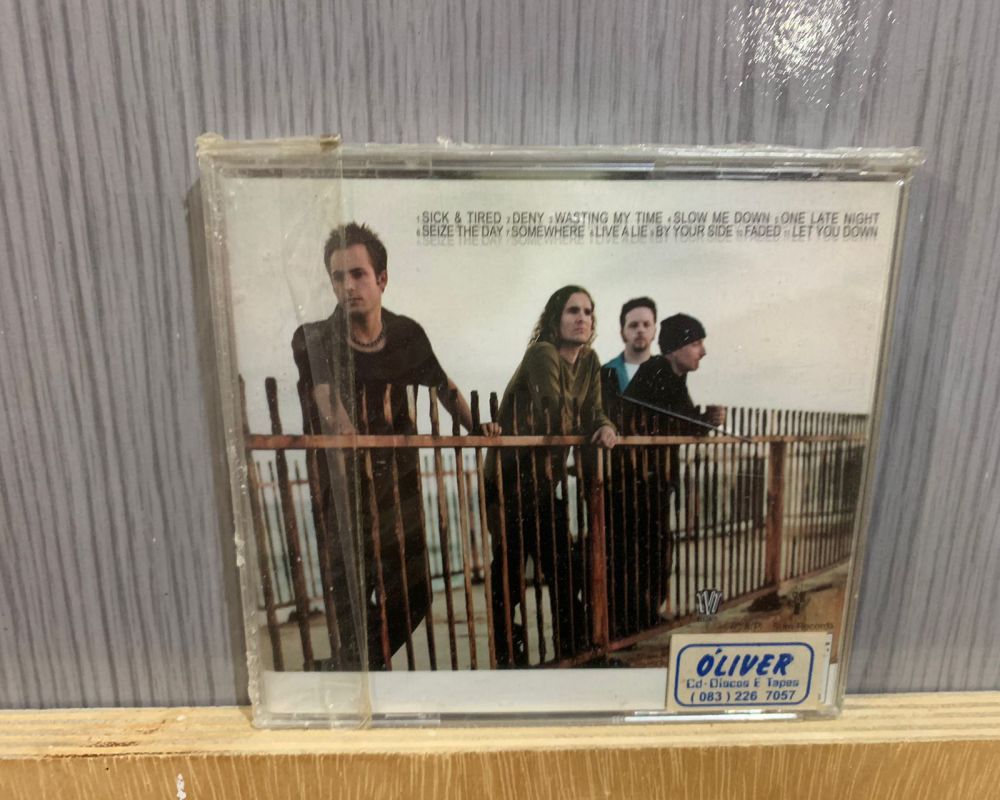 1. SICK & TIRED 2. DENY 3. WASTING MY TIME 4. SLOW ME DOWN 5. ONE LATE NIGHT
6. SEIZE THE DAY 7. SOMEWHERE 8. LIVE A LIE 9. BY YOUR SIDE 10. FADED 11. LET YOU DOWN
TVT
Records
ÓLIVER
Cd-Discos E Tapes
(083) 226 7057